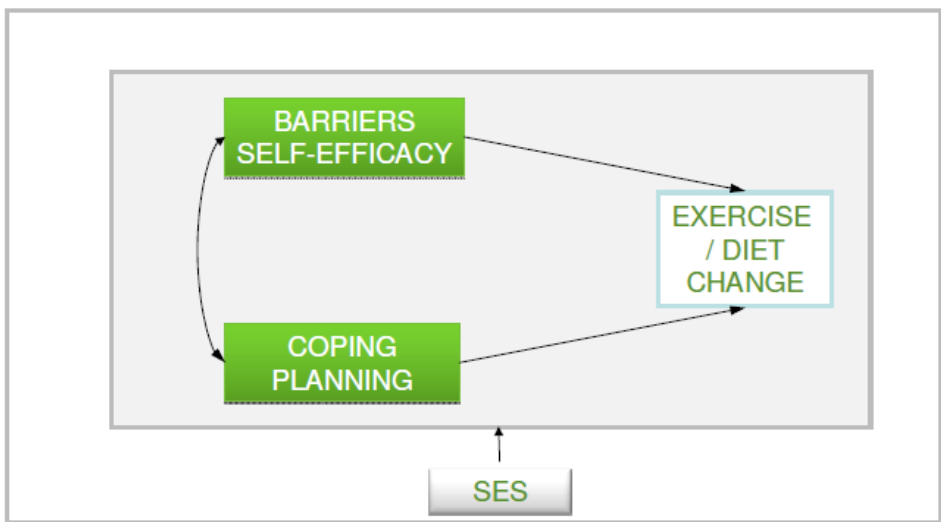 BARRIERS
SELF-EFFICACY
EXERCISE
/ DIET
CHANGE
COPING
PLANNING
SES